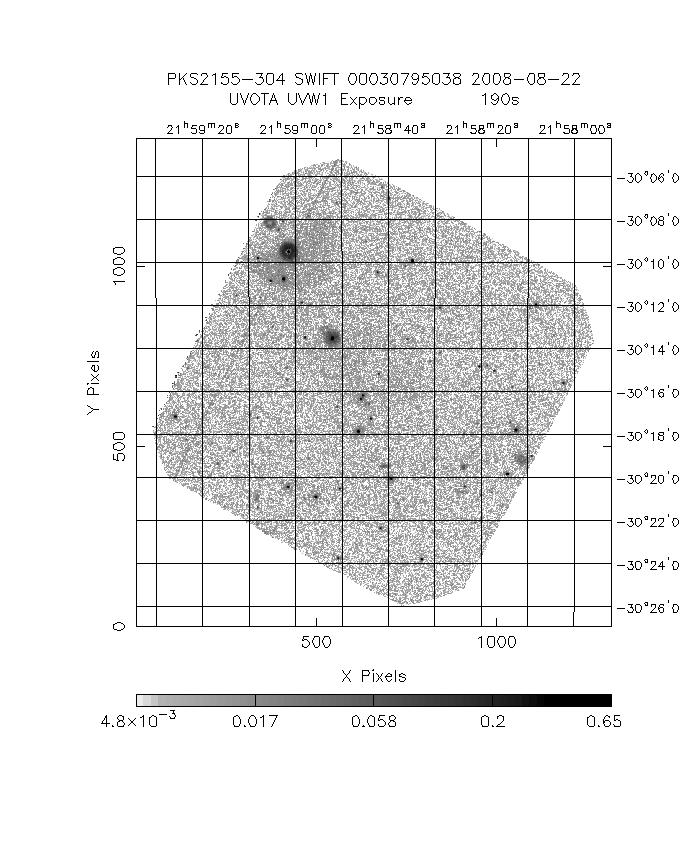 PKS2155-304 SWIFT 00030795038 2008-08-22
UVOTA UVW1 Exposure 190s
21h59m20s 21h59m00s 21h58m40s 21h58m20s 21h58m00s
-30°06'0
-30°08'0
-30°10'0
1000
-30°12'0
-30°14'0
Y Pixels
-30°16'0
-30°18'0
500
-30°20'0
-30°22'0
-30°24'0
-30°26'0
0
500 1000
X Pixels
4.8×10−3 0.017 0.058 0.2 0.65